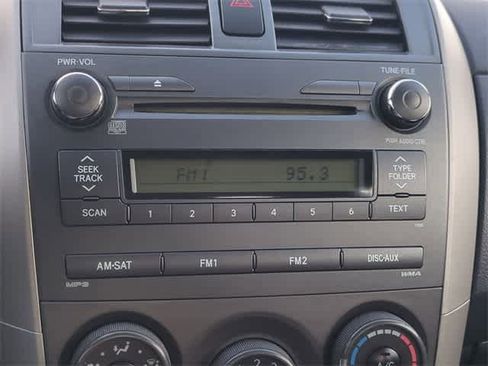 PWR·VOL
TUNE·FILE
PUSH AUDIO CTRL
FM1 95.3
SEEK
TRACK
TYPE
FOLDER
SCAN 1 2 3 4 5 6 TEXT
AM·SAT FM1 FM2 DISC·AUX
MP3 WMA
A/C